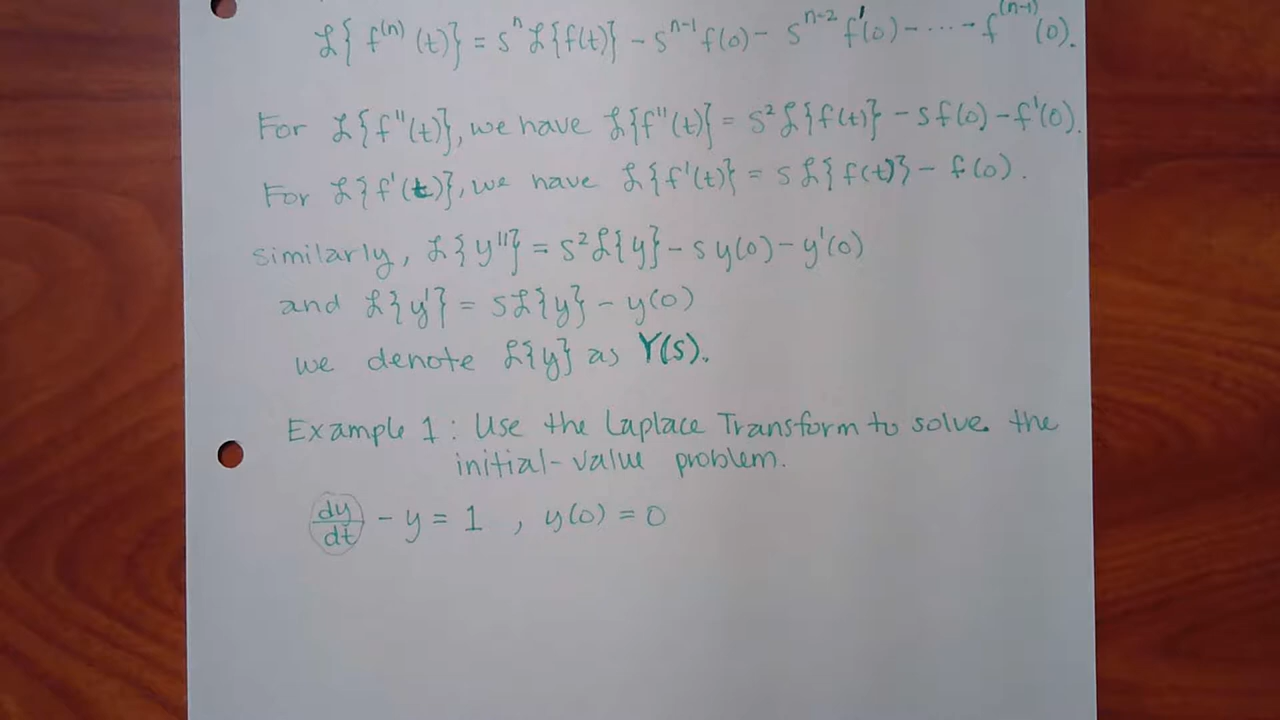 ℒ{f⁽ⁿ⁾(t)} = sⁿℒ{f(t)} - sⁿ⁻¹f(0) - sⁿ⁻²f'(0) - ..... - f⁽ⁿ⁻¹⁾(0).
For ℒ{f''(t)}, we have ℒ{f''(t)} = s²ℒ{f(t)} - sf(0) - f'(0).
For ℒ{f'(t)}, we have ℒ{f'(t)} = sℒ{f(t)} - f(0).
similarly, ℒ{y''} = s²ℒ{y} - sy(0) - y'(0)
and ℒ{y'} = sℒ{y} - y(0)
we denote ℒ{y} as Y(s).
Example 1: Use the Laplace Transform to solve the
initial-value problem.
dy/dt - y = 1 , y(0) = 0